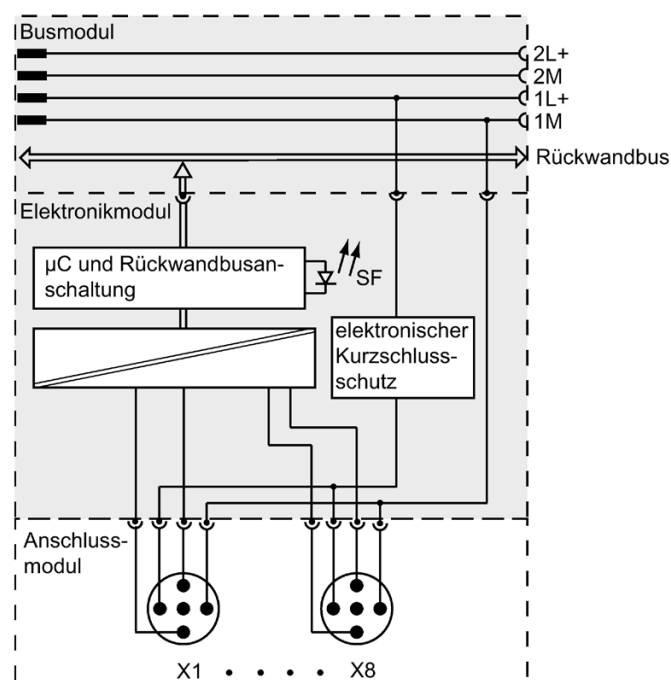 Busmodul
2L+
2M
1L+
1M
Rückwandbus
Elektronikmodul
µC und Rückwandbusan-
schaltung
SF
elektronischer
Kurzschluss-
schutz
Anschluss-
modul
X1 • • • • X8